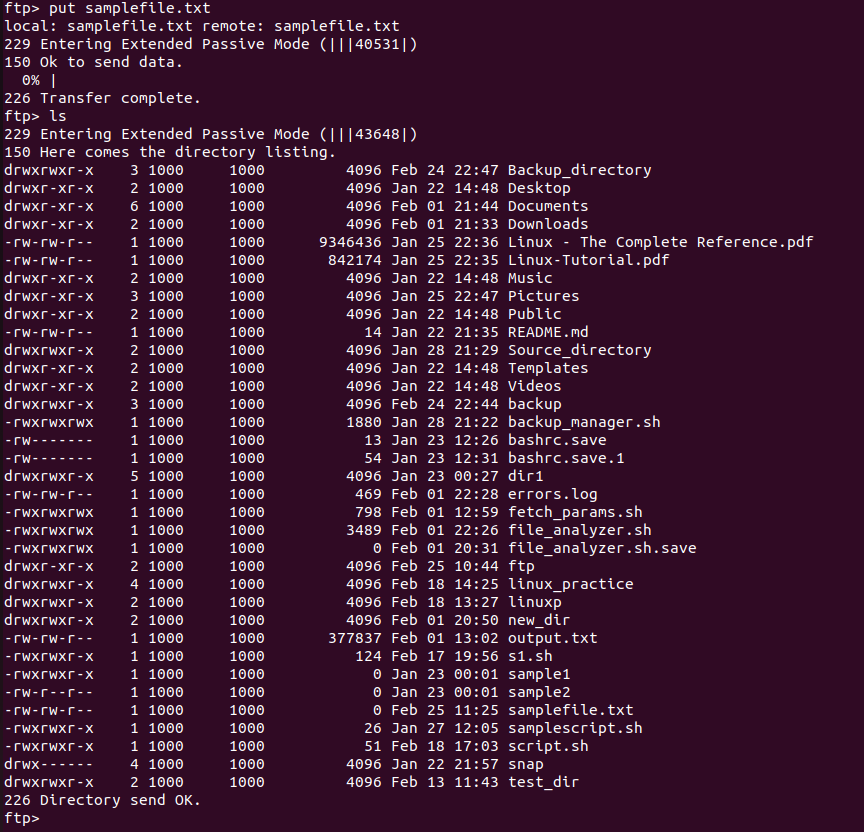 ftp> put samplefile.txt
local: samplefile.txt remote: samplefile.txt
229 Entering Extended Passive Mode (|||40531|)
150 Ok to send data.
  0% |
226 Transfer complete.
ftp> ls
229 Entering Extended Passive Mode (|||43648|)
150 Here comes the directory listing.
drwxrwxr-x    3 1000     1000         4096 Feb 24 22:47 Backup_directory
drwxr-xr-x    2 1000     1000         4096 Jan 22 14:48 Desktop
drwxr-xr-x    6 1000     1000         4096 Feb 01 21:44 Documents
drwxr-xr-x    2 1000     1000         4096 Feb 01 21:33 Downloads
-rw-rw-r--    1 1000     1000      9346436 Jan 25 22:36 Linux - The Complete Reference.pdf
-rw-rw-r--    1 1000     1000       842174 Jan 25 22:35 Linux-Tutorial.pdf
drwxr-xr-x    2 1000     1000         4096 Jan 22 14:48 Music
drwxr-xr-x    3 1000     1000         4096 Jan 25 22:47 Pictures
drwxr-xr-x    2 1000     1000         4096 Jan 22 14:48 Public
-rw-rw-r--    1 1000     1000           14 Jan 22 21:35 README.md
drwxrwxr-x    2 1000     1000         4096 Jan 28 21:29 Source_directory
drwxr-xr-x    2 1000     1000         4096 Jan 22 14:48 Templates
drwxr-xr-x    2 1000     1000         4096 Jan 22 14:48 Videos
drwxrwxr-x    3 1000     1000         4096 Feb 24 22:44 backup
-rwxrwxrwx    1 1000     1000         1880 Jan 28 21:22 backup_manager.sh
-rw-------    1 1000     1000           13 Jan 23 12:26 bashrc.save
-rw-------    1 1000     1000           54 Jan 23 12:31 bashrc.save.1
drwxrwxr-x    5 1000     1000         4096 Jan 23 00:27 dir1
-rw-rw-r--    1 1000     1000          469 Feb 01 22:28 errors.log
-rwxrwxrwx    1 1000     1000          798 Feb 01 12:59 fetch_params.sh
-rwxrwxrwx    1 1000     1000         3489 Feb 01 22:26 file_analyzer.sh
-rwxrwxrwx    1 1000     1000            0 Feb 01 20:31 file_analyzer.sh.save
drwxr-xr-x    2 1000     1000         4096 Feb 25 10:44 ftp
drwxrwxr-x    4 1000     1000         4096 Feb 18 14:25 linux_practice
drwxrwxr-x    2 1000     1000         4096 Feb 18 13:27 linuxp
drwxrwxr-x    2 1000     1000         4096 Feb 01 20:50 new_dir
-rw-rw-r--    1 1000     1000       377837 Feb 01 13:02 output.txt
-rwxrwxr-x    1 1000     1000          124 Feb 17 19:56 s1.sh
-rwxrwxr-x    1 1000     1000            0 Jan 23 00:01 sample1
-rw-r--r--    1 1000     1000            0 Jan 23 00:01 sample2
-rw-rw-r--    1 1000     1000            0 Feb 25 11:25 samplefile.txt
-rwxrwxr-x    1 1000     1000           26 Jan 27 12:05 samplescript.sh
-rwxrwxr-x    1 1000     1000           51 Feb 18 17:03 script.sh
drwx------    4 1000     1000         4096 Jan 22 21:57 snap
drwxrwxr-x    2 1000     1000         4096 Feb 13 11:43 test_dir
226 Directory send OK.
ftp>